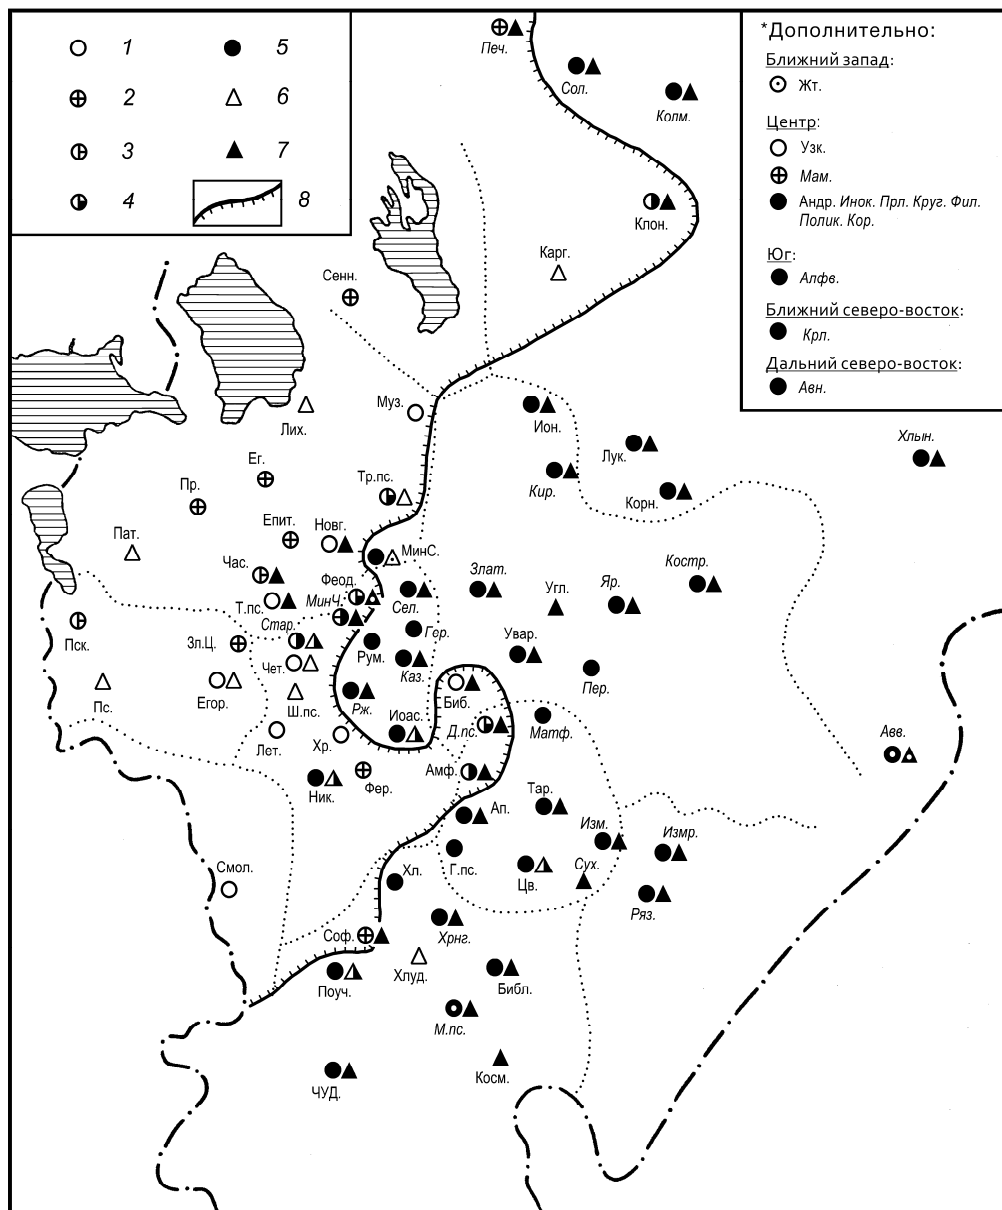 1
5
2
6
3
7
4
8
*Дополнительно:
Ближний запад:
Жт.
Центр:
Узк.
Мам.
Андр. Инок. Прл. Круг. Фил.
Полик. Кор.
Юг:
Алфв.
Ближний северо-восток:
Крл.
Дальний северо-восток:
Авн.
Печ.
Сол.
Колм.
Клон.
Карг.
Сенн.
Муз.
Лих.
Ион.
Хлын.
Лук.
Ег.
Тр.пс.
Кир.
Корн.
Пр.
Епит.
Новг.
Пат.
МинС.
Час.
Феод.
Злат.
Угл.
Яр.
Костр.
Т.пс.
МинЧ.
Сел.
Стар.
Гор.
Пск.
Зл.Ц.
Рум.
Увар.
Чет.
Каз.
Пер.
Пс.
Егор.
Ш.пс.
Рж.
Биб.
Иоас.
Д.пс.
Матф.
Авв.
Лет.
Хр.
Амф.
Ник.
Фер.
Тар.
Ап.
Изм.
Измр.
Смол.
Хл.
Г.пс.
Цв.
Сух.
Ряз.
Соф.
Хрнг.
Хлуд.
Поуч.
Библ.
М.пс.
Косм.
ЧУД.